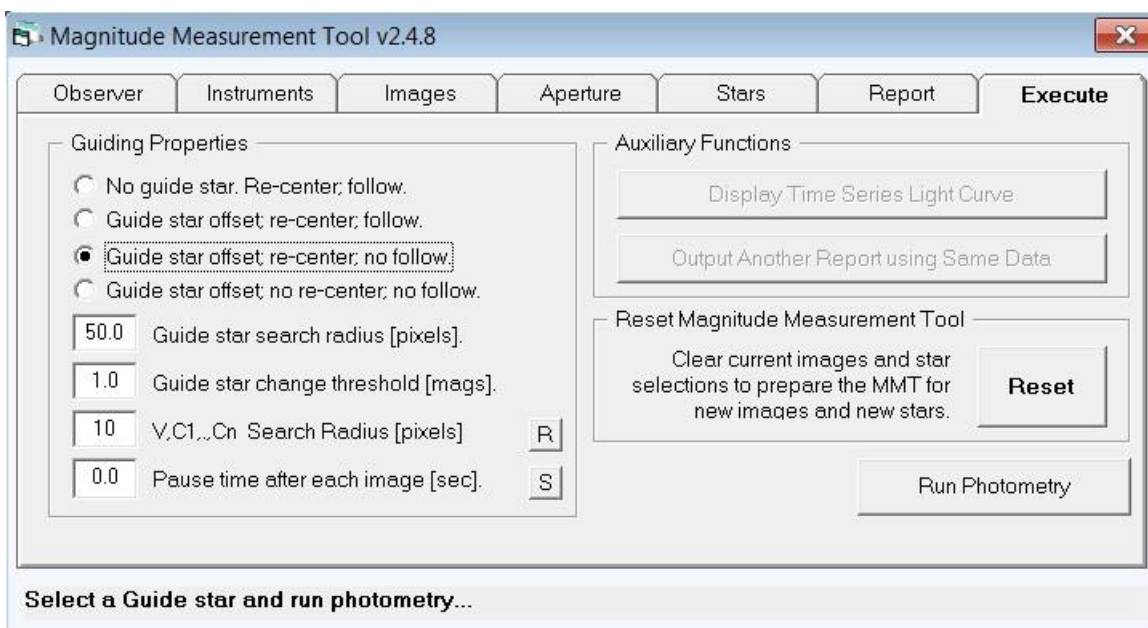 Magnitude Measurement Tool v2.4.8
Observer Instruments Images Aperture Stars Report Execute
Guiding Properties
No guide star. Re-center; follow.
Guide star offset; re-center; follow.
Guide star offset; re-center; no follow.
Guide star offset; no re-center; no follow.
50.0 Guide star search radius [pixels].
1.0 Guide star change threshold [mags].
10 V,C1,.,Cn Search Radius [pixels] R
0.0 Pause time after each image [sec]. S
Auxiliary Functions
Display Time Series Light Curve
Output Another Report using Same Data
Reset Magnitude Measurement Tool
Clear current images and star
selections to prepare the MMT for
new images and new stars.
Reset
Run Photometry
Select a Guide star and run photometry...